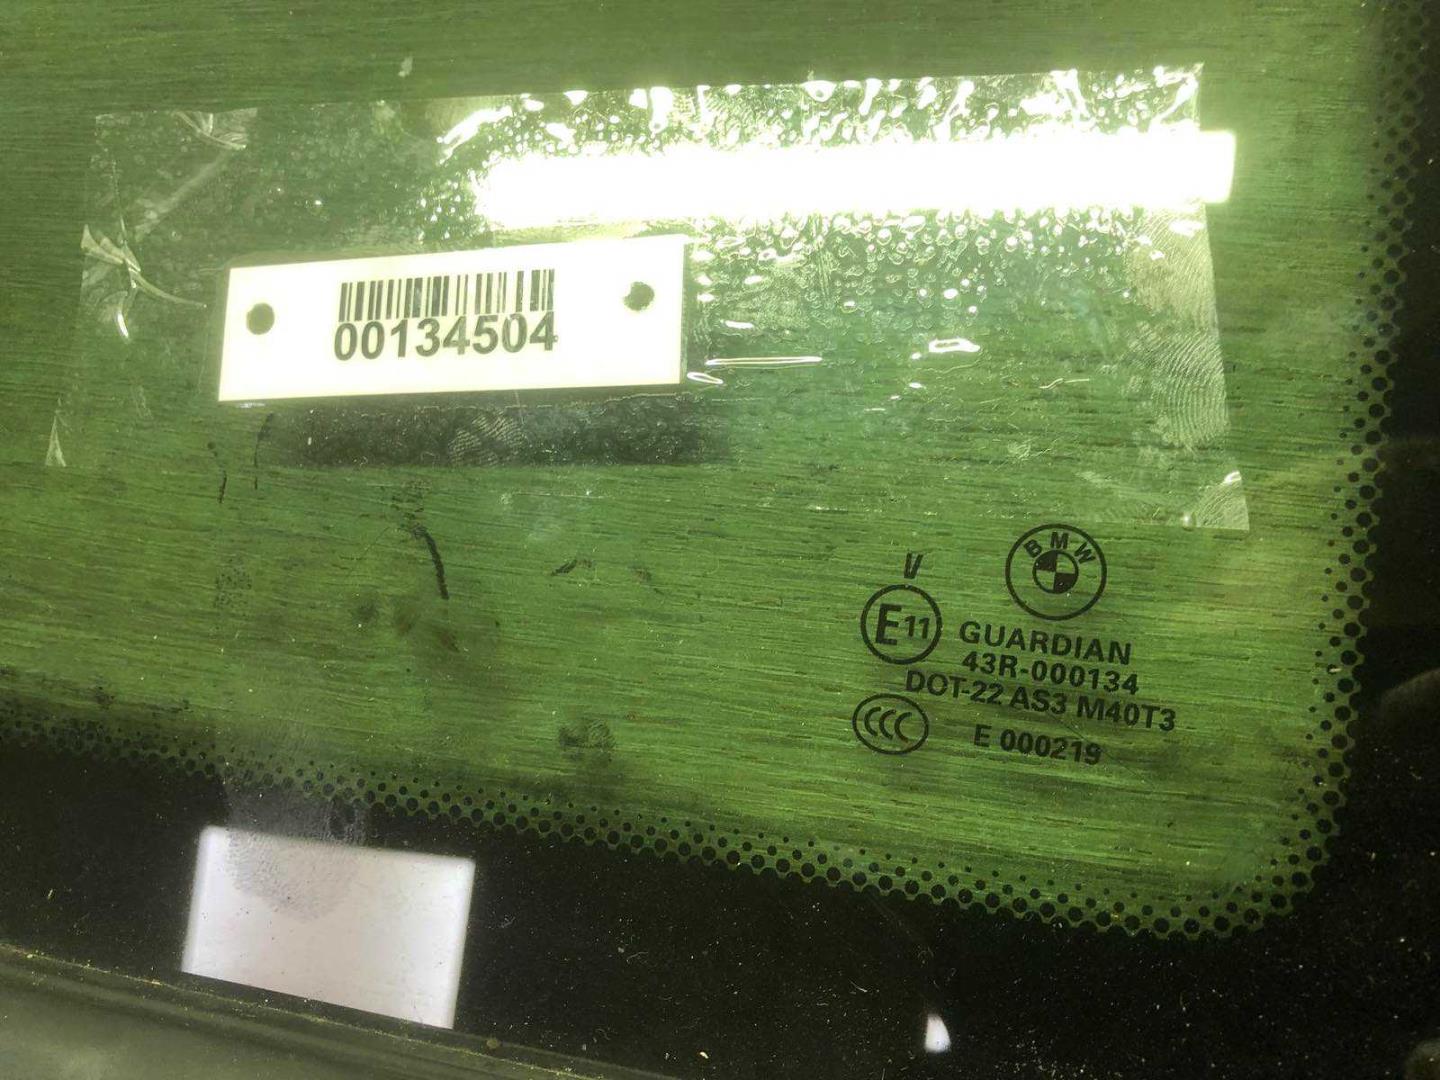 00134504
BMW
V
E11
GUARDIAN
43R-000134
DOT-22 AS3 M40T3
CCC
E 000219